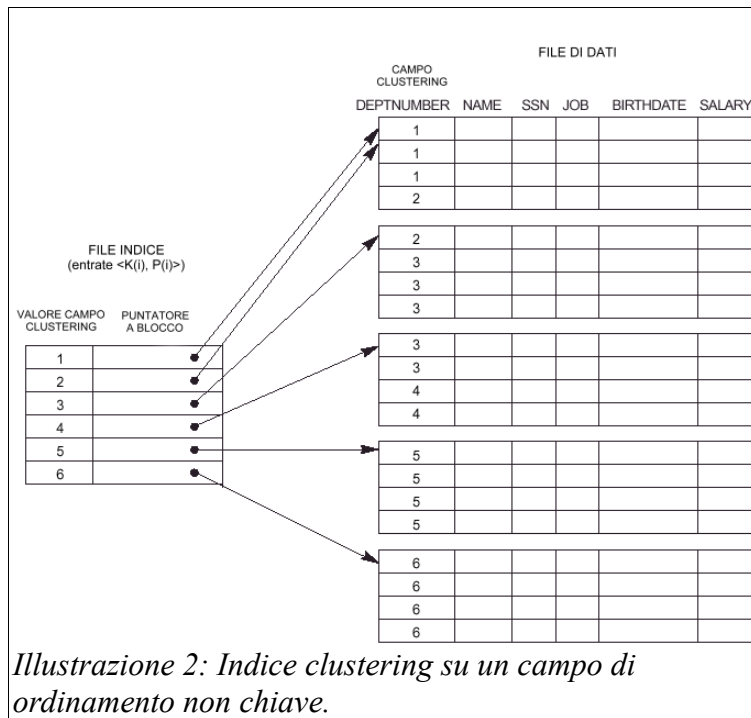 FILE DI DATI
CAMPO
CLUSTERING
DEPTNUMBER NAME SSN JOB BIRTHDATE SALARY
1
1
1
2
2
3
3
3
3
3
4
4
5
5
5
5
6
6
6
6
FILE INDICE
(entrate <K(i), P(i)>)
VALORE CAMPO
CLUSTERING
PUNTATORE
A BLOCCO
1
2
3
4
5
6
Illustrazione 2: Indice clustering su un campo di
ordinamento non chiave.